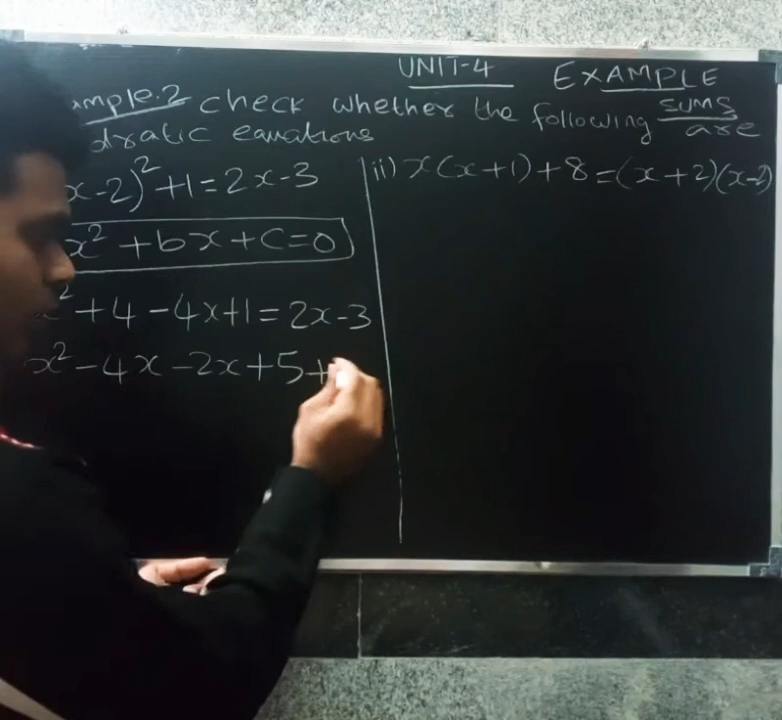 UNIT-4 EXAMPLE
SUMS
mple.2 check whether the following are
dratic equations
x-2)²+1=2x-3
x²+bx+c=0
²+4-4x+1=2x-3
x²-4x-2x+5+
ii) x(x+1)+8=(x+2)(x-2)